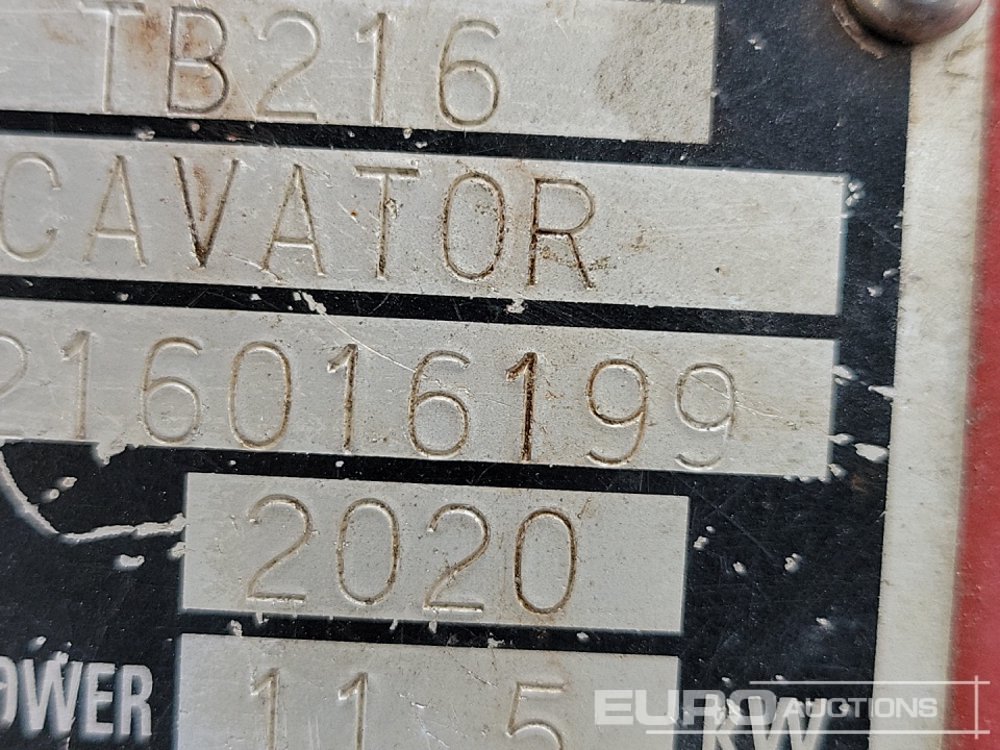 TB216
CAVATOR
216016199
2020
OWER 11.5 KW
EURO AUCTIONS